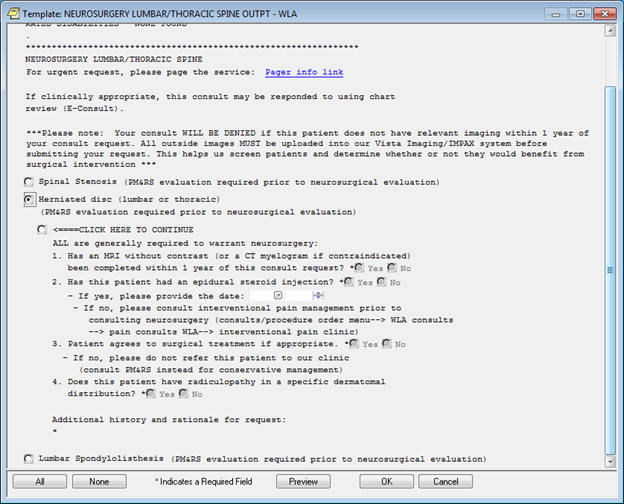 Template: NEUROSURGERY LUMBAR/THORACIC SPINE OUTPT - WLA
RATED DISABILITIES NONE FOUND
.
************************************************************
NEUROSURGERY LUMBAR/THORACIC SPINE
For urgent request, please page the service: Pager info link
If clinically appropriate, this consult may be responded to using chart
review (E-Consult).
***Please note: Your consult WILL BE DENIED if this patient does not have relevant imaging within 1 year of
your consult request. All outside images MUST be uploaded into our Vista Imaging/IMPAX system before
submitting your request. This helps us screen patients and determine whether or not they would benefit from
surgical intervention ***
Spinal Stenosis (PM&RS evaluation required prior to neurosurgical evaluation)
Herniated disc (lumbar or thoracic)
(PM&RS evaluation required prior to neurosurgical evaluation)
<====CLICK HERE TO CONTINUE
ALL are generally required to warrant neurosurgery:
1. Has an MRI without contrast (or a CT myelogram if contraindicated)
been completed within 1 year of this consult request? * Yes No
2. Has this patient had an epidural steroid injection? * Yes No
- If yes, please provide the date:
- If no, please consult interventional pain management prior to
consulting neurosurgery (consults/procedure order menu--> WLA consults
--> pain consults WLA--> interventional pain clinic)
3. Patient agrees to surgical treatment if appropriate. * Yes No
- If no, please do not refer this patient to our clinic
(consult PM&RS instead for conservative management)
4. Does this patient have radiculopathy in a specific dermatomal
distribution? * Yes No
Additional history and rationale for request:
*
Lumbar Spondylolisthesis (PM&RS evaluation required prior to neurosurgical evaluation)
All None * Indicates a Required Field Preview OK Cancel